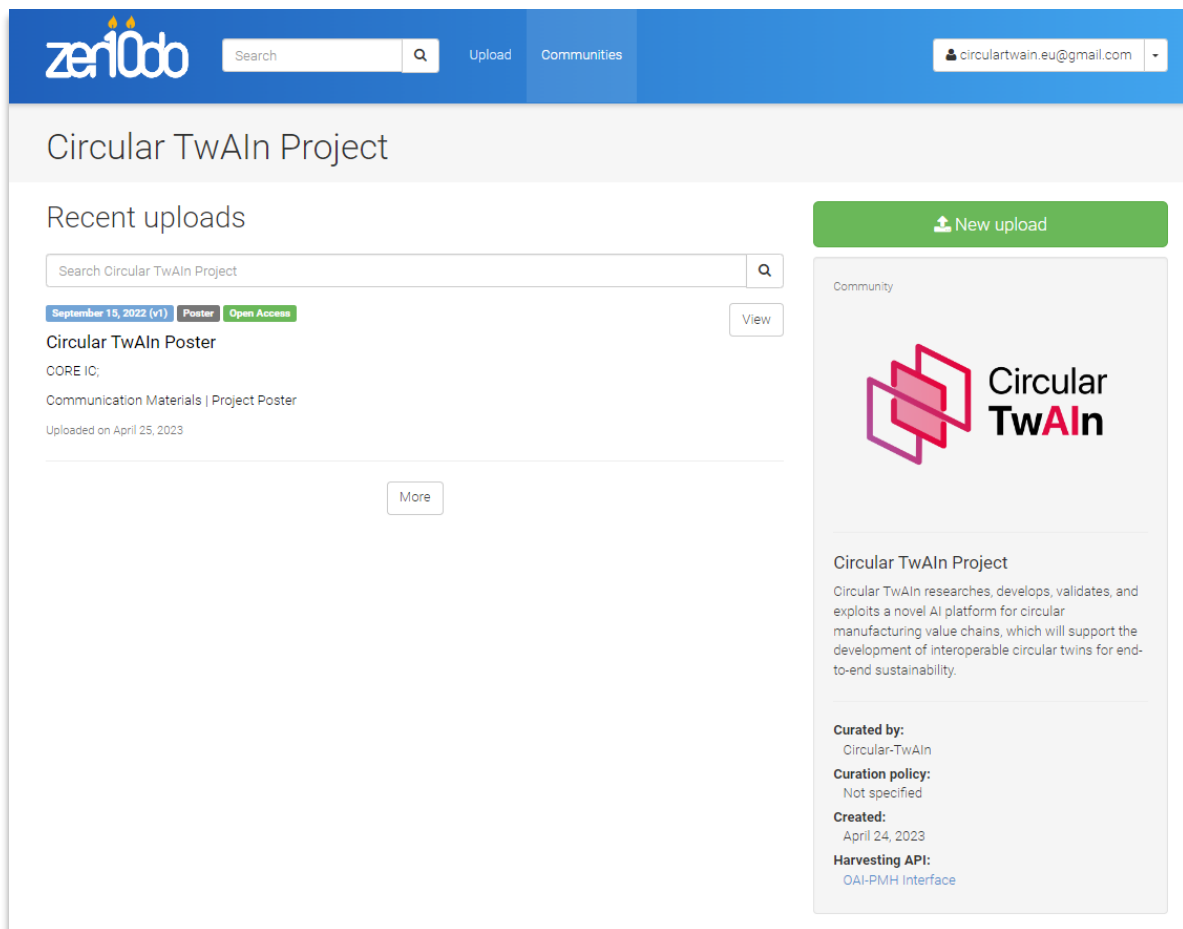 zen10do
Search
Upload
Communities
circulartwain.eu@gmail.com
Circular TwAIn Project
Recent uploads
Search Circular TwAIn Project
September 15, 2022 (v1) Poster Open Access
View
Circular TwAIn Poster
CORE IC;
Communication Materials | Project Poster
Uploaded on April 25, 2023
More
New upload
Community
Circular
TwAIn
Circular TwAIn Project
Circular TwAIn researches, develops, validates, and
exploits a novel AI platform for circular
manufacturing value chains, which will support the
development of interoperable circular twins for end-
to-end sustainability.
Curated by:
Circular-TwAIn
Curation policy:
Not specified
Created:
April 24, 2023
Harvesting API:
OAI-PMH Interface